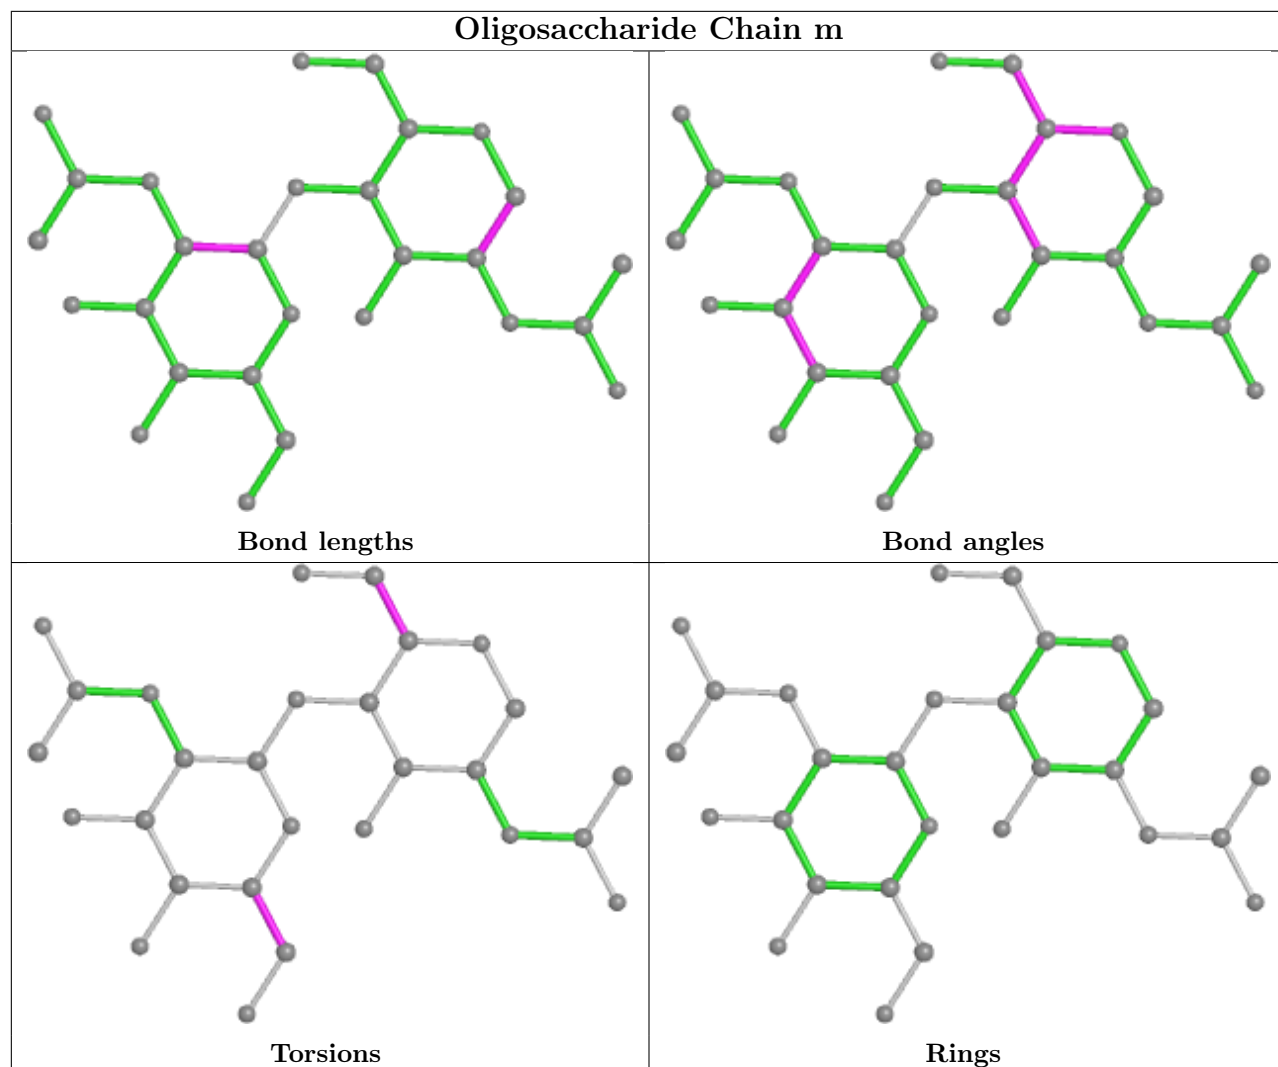 Oligosaccharide Chain m
Bond lengths
Bond angles
Torsions
Rings